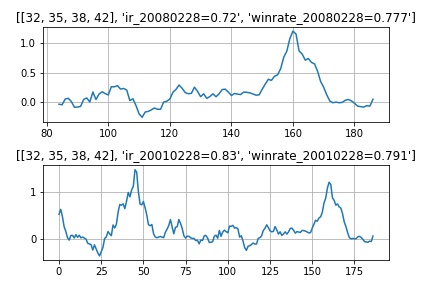 [[32, 35, 38, 42], 'ir_20080228=0.72', 'winrate_20080228=0.777']
1.0
0.5
0.0
80 100 120 140 160 180
[[32, 35, 38, 42], 'ir_20010228=0.83', 'winrate_20010228=0.791']
1
0
0 25 50 75 100 125 150 175